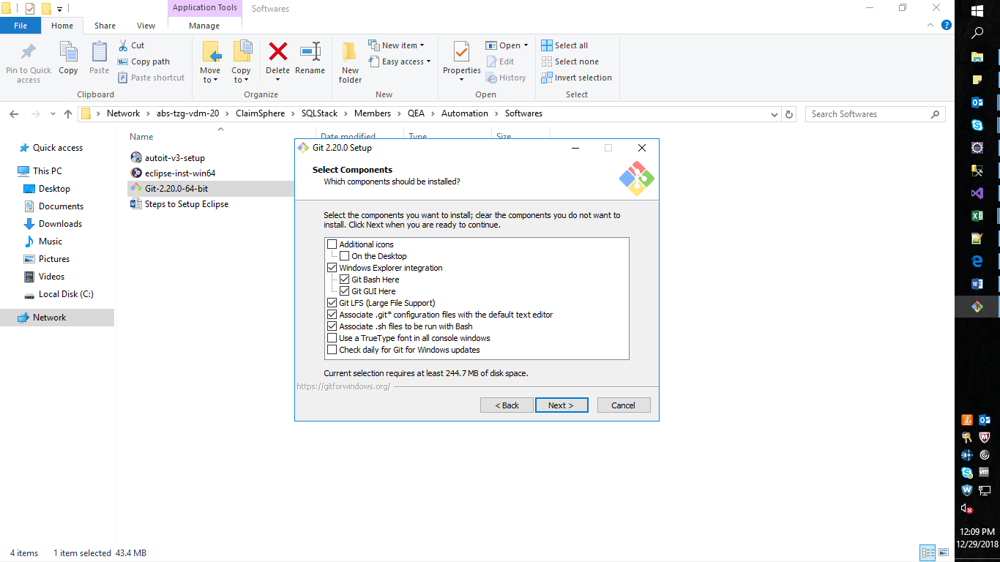 Application Tools
Softwares
File
Home
Share
View
Manage
Pin to Quick access
Copy
Paste
Cut
Copy path
Paste shortcut
Clipboard
Move to
Copy to
Delete
Rename
Organize
New folder
New item
Easy access
New
Properties
Open
Edit
History
Open
Select all
Select none
Invert selection
Select
Network > abs-tzg-vdm-20 > ClaimSphere > SQLStack > Members > QEA > Automation > Softwares
Search Softwares
Quick access
This PC
Desktop
Documents
Downloads
Music
Pictures
Videos
Local Disk (C:)
Network
Name
Date modified
Type
Size
autoit-v3-setup
eclipse-inst-win64
Git-2.20.0-64-bit
Steps to Setup Eclipse
Git 2.20.0 Setup
Select Components
Which components should be installed?
Select the components you want to install; clear the components you do not want to
install. Click Next when you are ready to continue.
Additional icons
On the Desktop
Windows Explorer integration
Git Bash Here
Git GUI Here
Git LFS (Large File Support)
Associate .git* configuration files with the default text editor
Associate .sh files to be run with Bash
Use a TrueType font in all console windows
Check daily for Git for Windows updates
Current selection requires at least 244.7 MB of disk space.
https://gitforwindows.org/
< Back
Next >
Cancel
4 items
1 item selected 43.4 MB
12:09 PM
12/29/2018